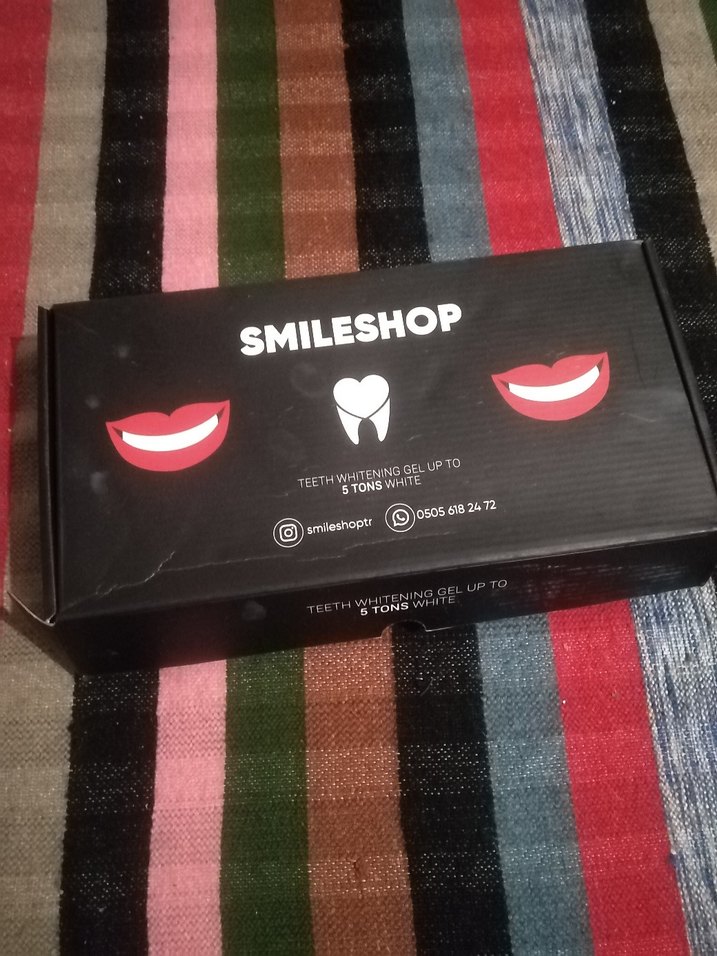 SMILESHOP
TEETH WHITENING GEL UP TO
5 TONS WHITE
smileshoptr 0505 618 24 72
TEETH WHITENING GEL UP TO
5 TONS WHITE.